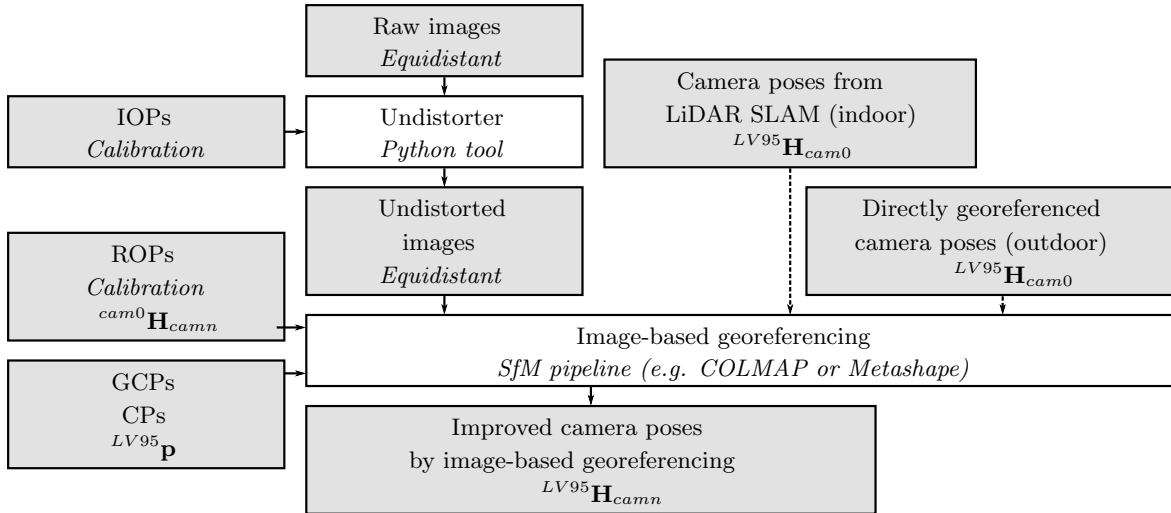 Raw images
Equidistant
Camera poses from
LiDAR SLAM (indoor)
LV95Hcam0
IOPs
Calibration
Undistorter
Python tool
Undistorted
images
Equidistant
Directly georeferenced
camera poses (outdoor)
LV95Hcam0
ROPs
Calibration
cam0Hcamn
Image-based georeferencing
SfM pipeline (e.g. COLMAP or Metashape)
GCPs
CPs
LV95p
Improved camera poses
by image-based georeferencing
LV95Hcamn